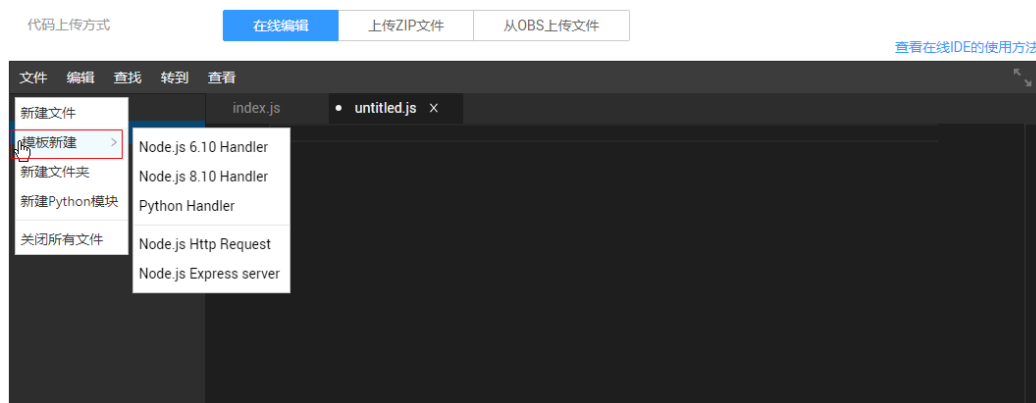 代码上传方式 在线编辑 上传ZIP文件 从OBS上传文件
查看在线IDE的使用方法
文件 编辑 查找 转到 查看
index.js untitled.js
新建文件
模板新建
新建文件夹
新建Python模块
关闭所有文件
Node.js 6.10 Handler
Node.js 8.10 Handler
Python Handler
Node.js Http Request
Node.js Express server